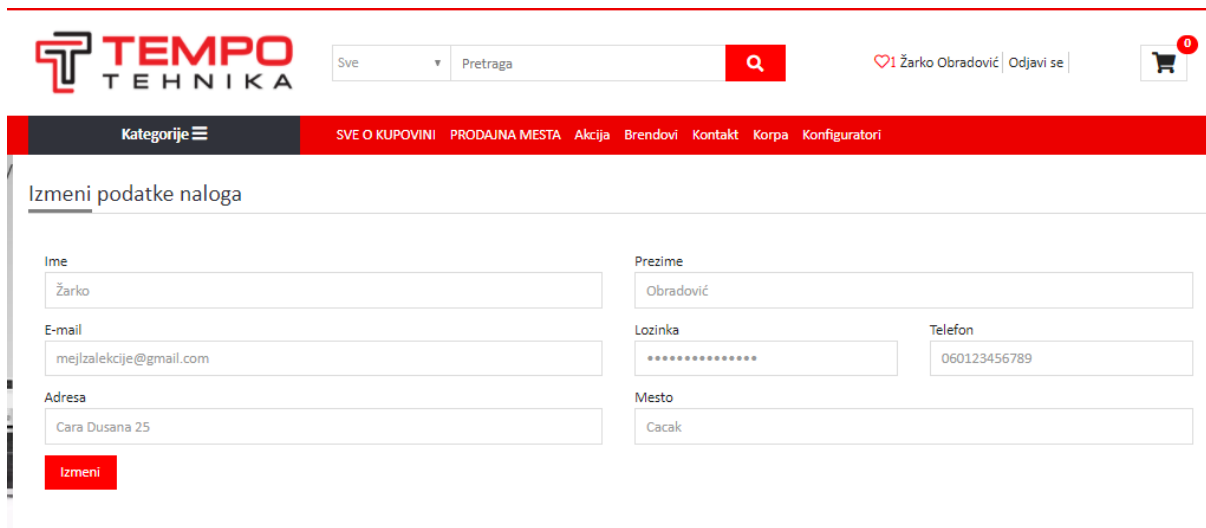 TEMPO
TEHNIKA
Sve
Pretraga
1 Žarko Obradović
Odjavi se
0
Kategorije
SVE O KUPOVINI PRODAJNA MESTA Akcija Brendovi Kontakt Korpa Konfiguratori
Izmeni podatke naloga
Ime
Prezime
Žarko
Obradović
E-mail
Lozinka
Telefon
mejlzalekcije@gmail.com
•••••••••••••••
060123456789
Adresa
Mesto
Cara Dusana 25
Cacak
Izmeni